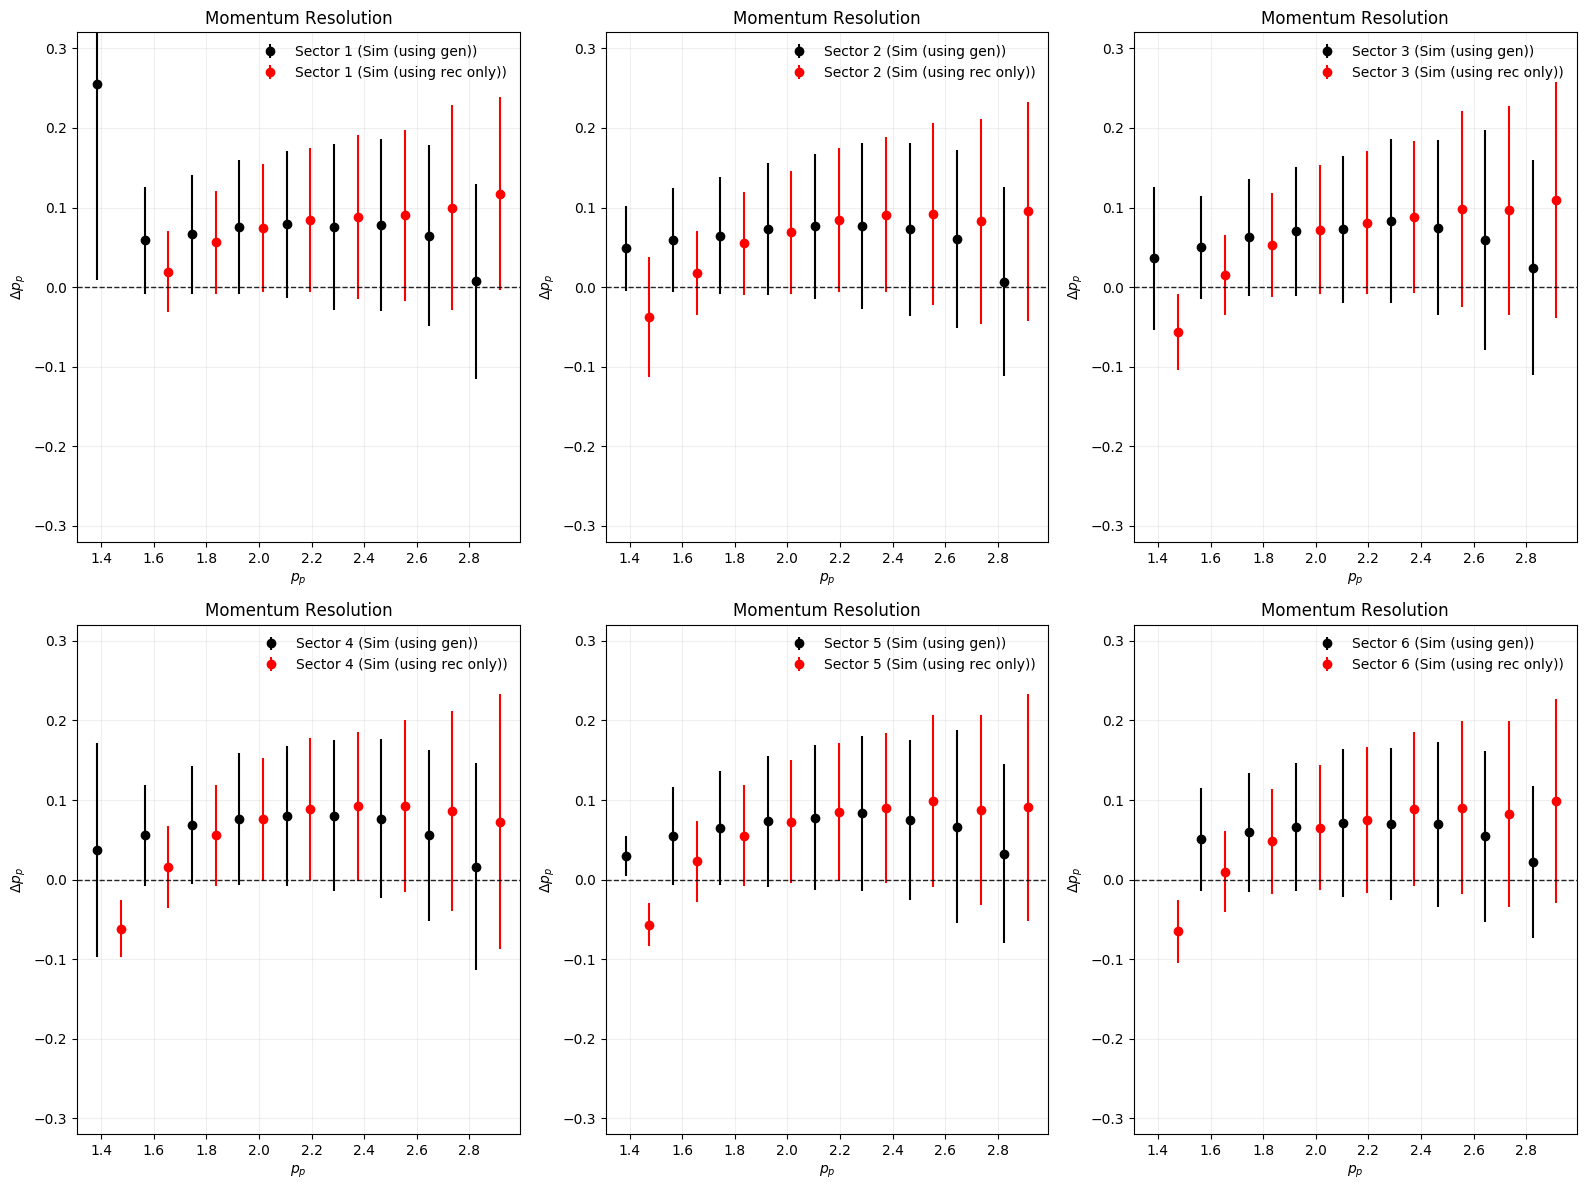 Momentum Resolution
Sector 1 (Sim (using gen))
Sector 1 (Sim (using rec only))
0.3
0.2
0.1
0.0
−0.1
−0.2
−0.3
Δp_p
1.4 1.6 1.8 2.0 2.2 2.4 2.6 2.8
p_p
Momentum Resolution
Sector 2 (Sim (using gen))
Sector 2 (Sim (using rec only))
0.3
0.2
0.1
0.0
−0.1
−0.2
−0.3
Δp_p
1.4 1.6 1.8 2.0 2.2 2.4 2.6 2.8
p_p
Momentum Resolution
Sector 3 (Sim (using gen))
Sector 3 (Sim (using rec only))
0.3
0.2
0.1
0.0
−0.1
−0.2
−0.3
Δp_p
1.4 1.6 1.8 2.0 2.2 2.4 2.6 2.8
p_p
Momentum Resolution
Sector 4 (Sim (using gen))
Sector 4 (Sim (using rec only))
0.3
0.2
0.1
0.0
−0.1
−0.2
−0.3
Δp_p
1.4 1.6 1.8 2.0 2.2 2.4 2.6 2.8
p_p
Momentum Resolution
Sector 5 (Sim (using gen))
Sector 5 (Sim (using rec only))
0.3
0.2
0.1
0.0
−0.1
−0.2
−0.3
Δp_p
1.4 1.6 1.8 2.0 2.2 2.4 2.6 2.8
p_p
Momentum Resolution
Sector 6 (Sim (using gen))
Sector 6 (Sim (using rec only))
0.3
0.2
0.1
0.0
−0.1
−0.2
−0.3
Δp_p
1.4 1.6 1.8 2.0 2.2 2.4 2.6 2.8
p_p